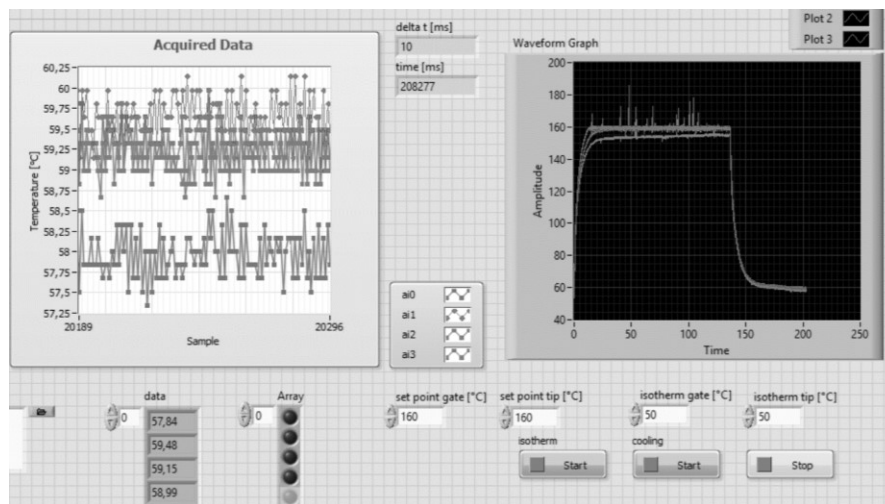 Acquired Data
60,25
60
59,75
59,5
59,25
59
58,75
58,5
58,25
58
57,75
57,5
57,25
Temperature [ºC]
20189
20296
Sample
delta t [ms]
10
time [ms]
208277
ai0
ai1
ai2
ai3
Plot 2
Plot 3
Waveform Graph
200
180
160
140
120
100
80
60
40
Amplitude
0
50
100
150
200
250
Time
data
0
57,84
59,48
59,15
58,99
Array
0
set point gate [°C]
160
set point tip [°C]
160
isotherm gate [°C]
50
isotherm tip [°C]
50
isotherm
Start
cooling
Start
Stop